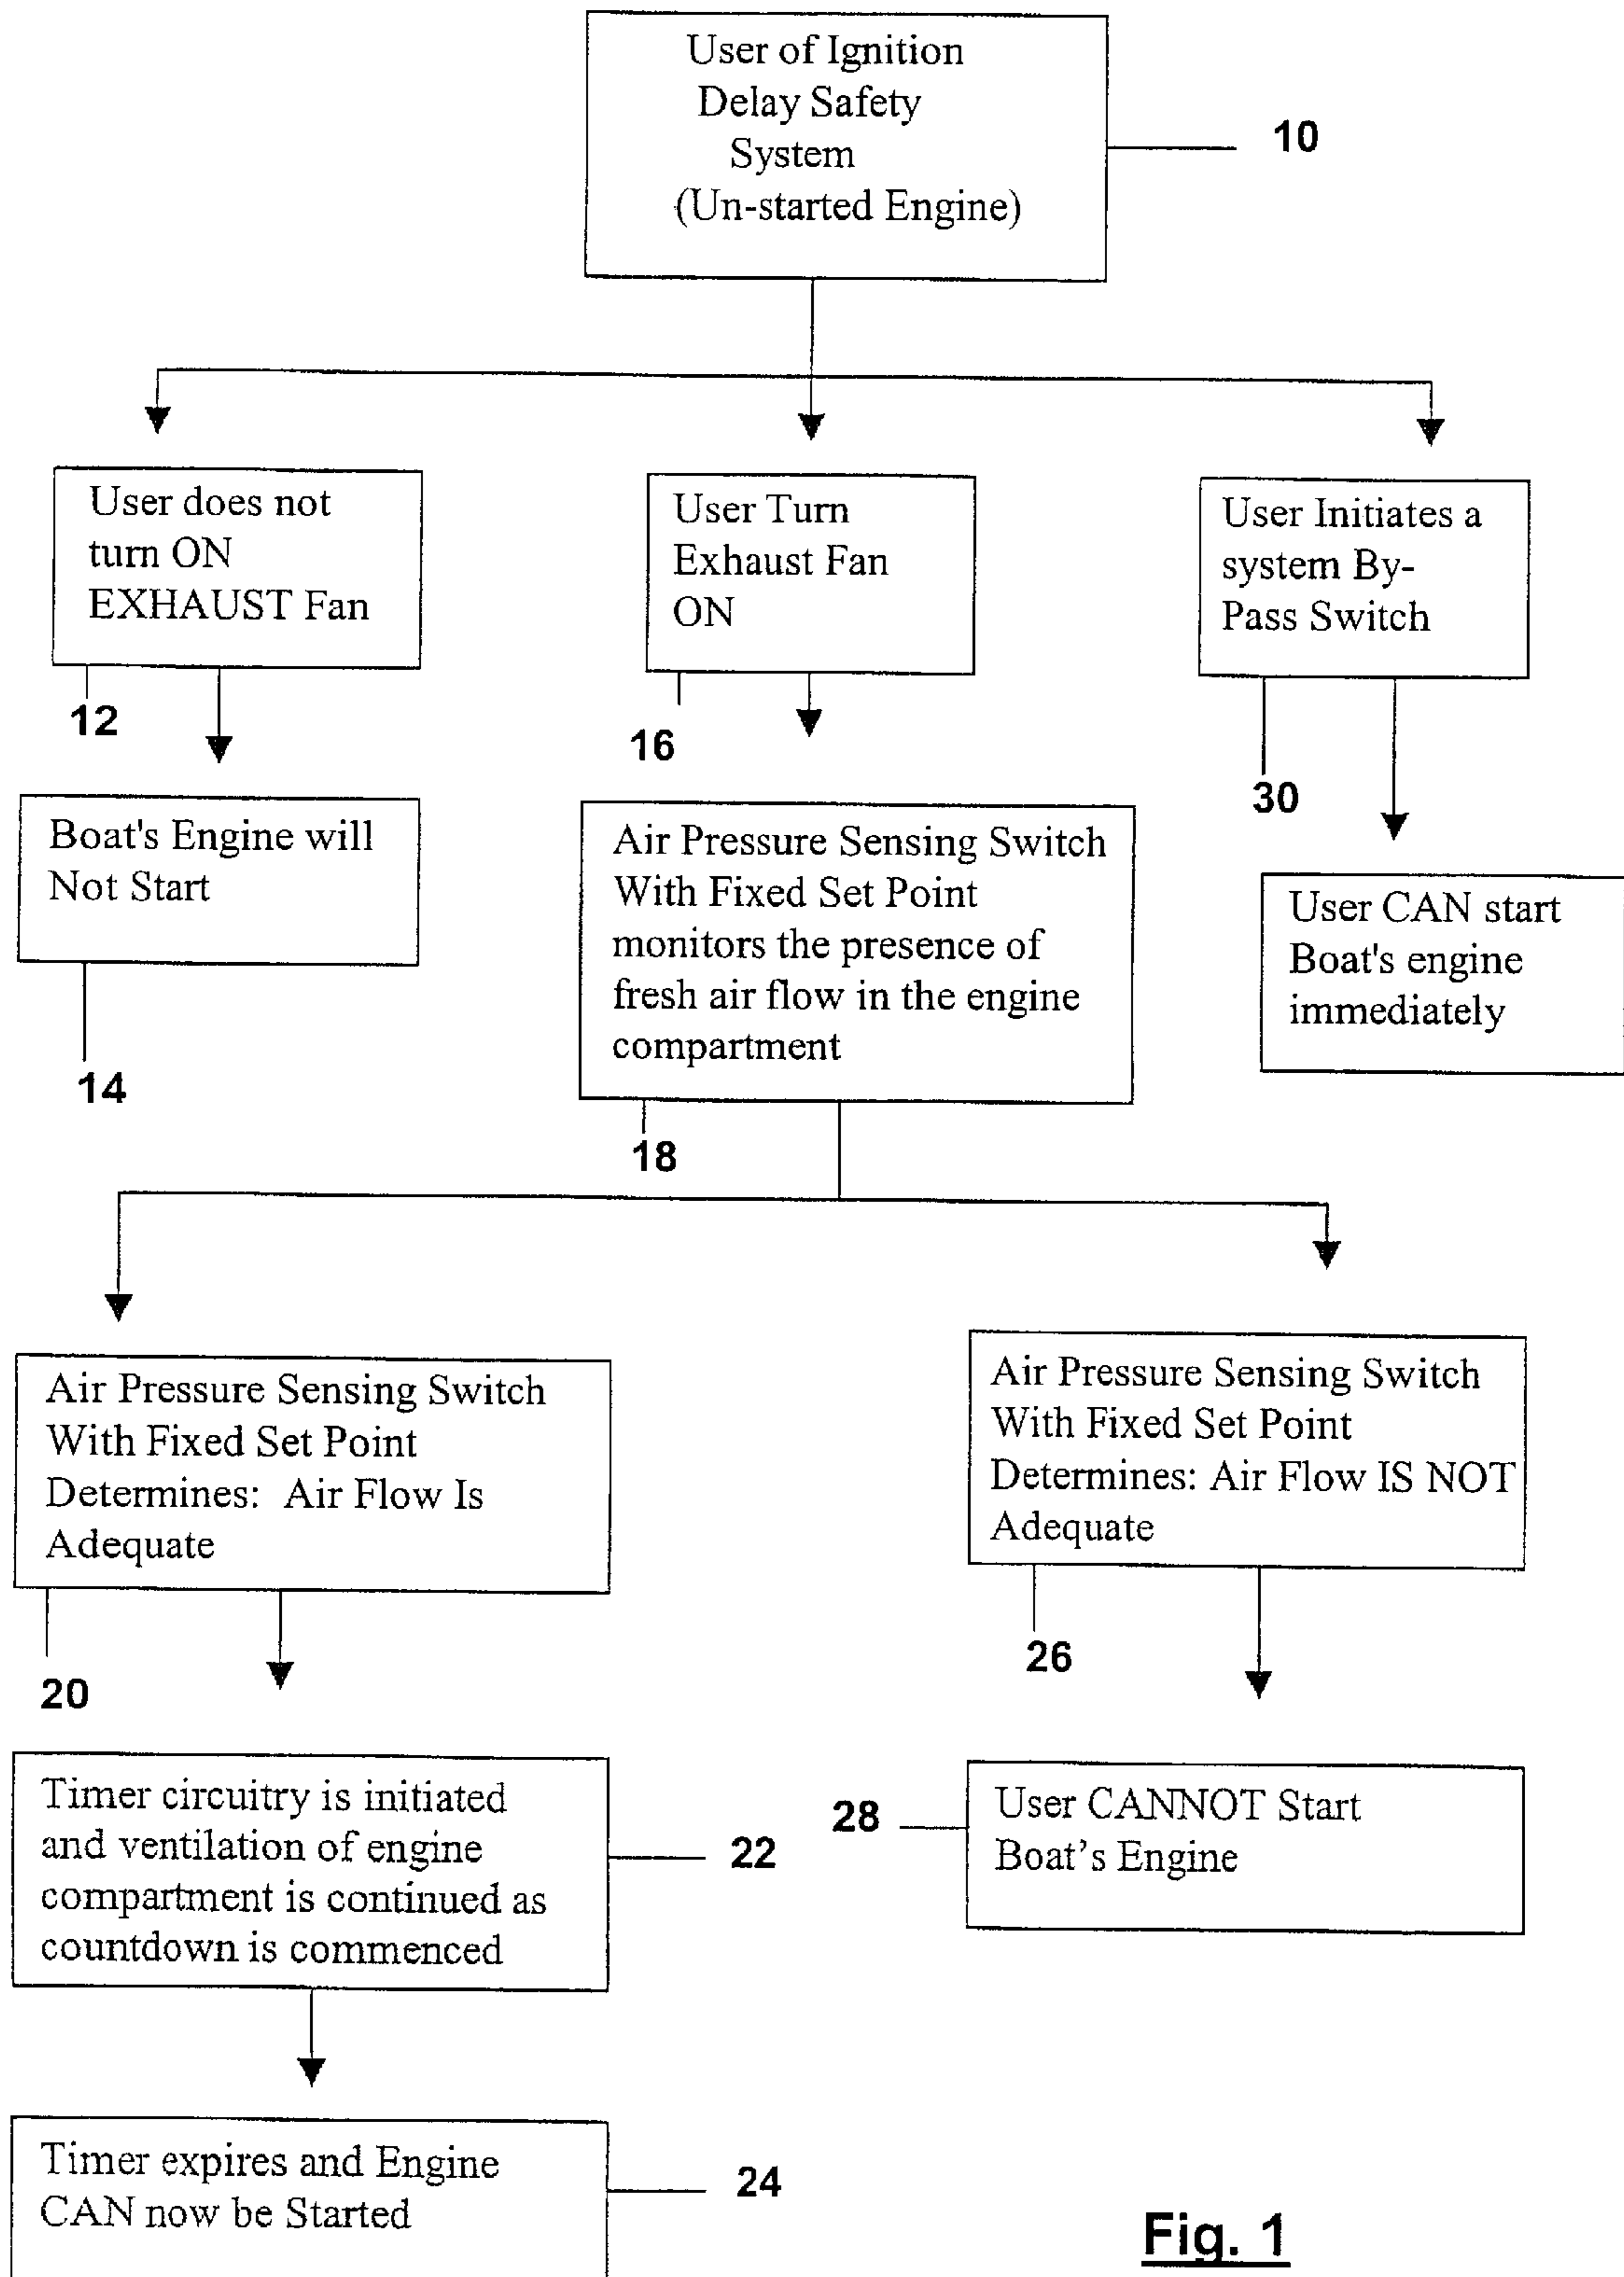 User of Ignition
Delay Safety
System
(Un-started Engine)
10
User does not
turn ON
EXHAUST Fan
12
User Turn
Exhaust Fan
ON
16
User Initiates a
system By-
Pass Switch
30
Boat's Engine will
Not Start
14
Air Pressure Sensing Switch
With Fixed Set Point
monitors the presence of
fresh air flow in the engine
compartment
18
User CAN start
Boat's engine
immediately
Air Pressure Sensing Switch
With Fixed Set Point
Determines: Air Flow Is
Adequate
20
Air Pressure Sensing Switch
With Fixed Set Point
Determines: Air Flow IS NOT
Adequate
26
Timer circuitry is initiated
and ventilation of engine
compartment is continued as
countdown is commenced
22
28
User CANNOT Start
Boat's Engine
Timer expires and Engine
CAN now be Started
24
Fig. 1